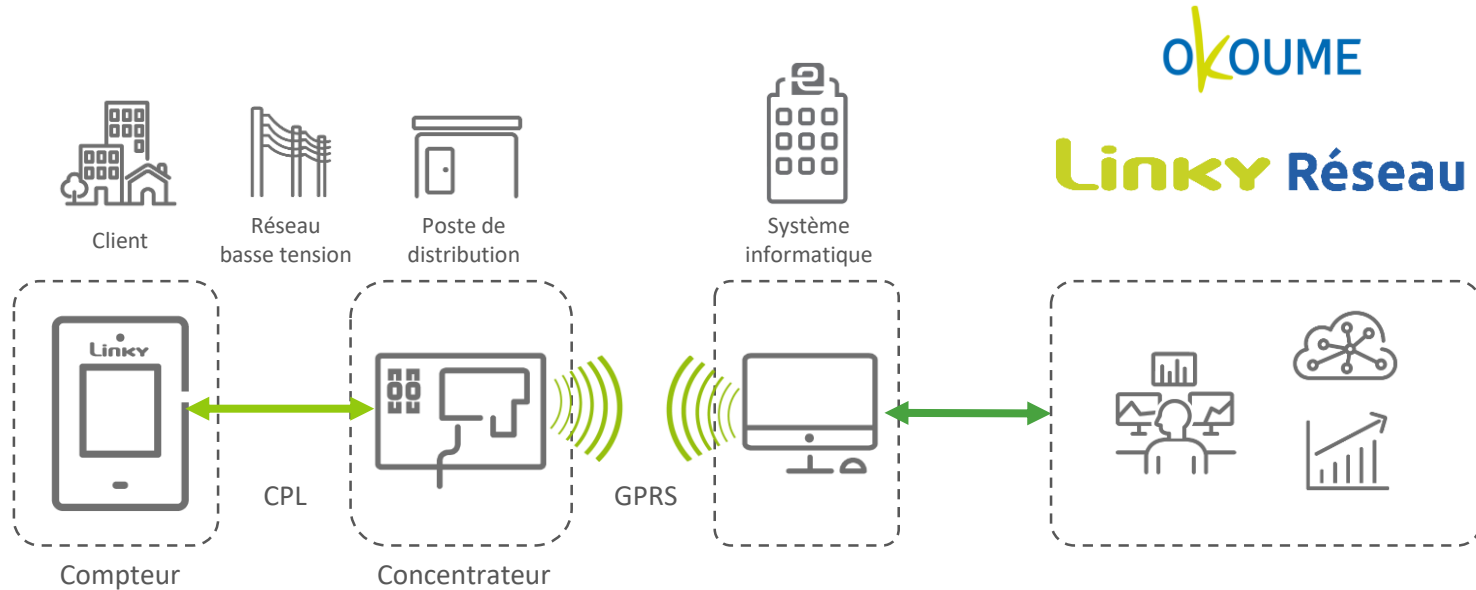 OKOUME
Linky Réseau
Client
Réseau
basse tension
Poste de
distribution
Système
informatique
Linky
CPL
GPRS
Compteur
Concentrateur